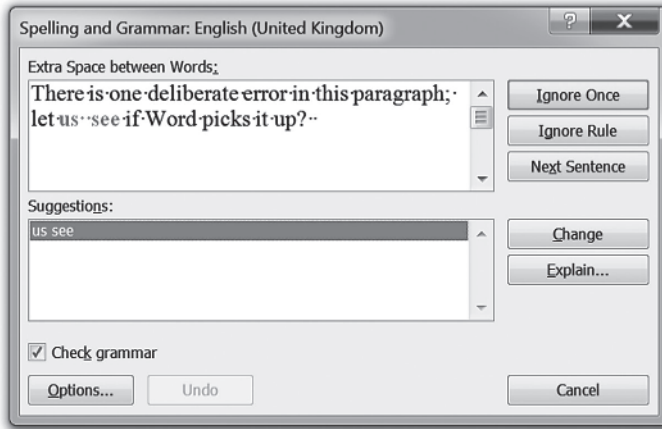 Spelling and Grammar: English (United Kingdom)
Extra Space between Words:
There·is·one·deliberate·error·in·this·paragraph;·
let·us··see·if·Word·picks·it·up?··
Ignore Once
Ignore Rule
Next Sentence
Suggestions:
us see
Change
Explain...
Check grammar
Options...
Undo
Cancel